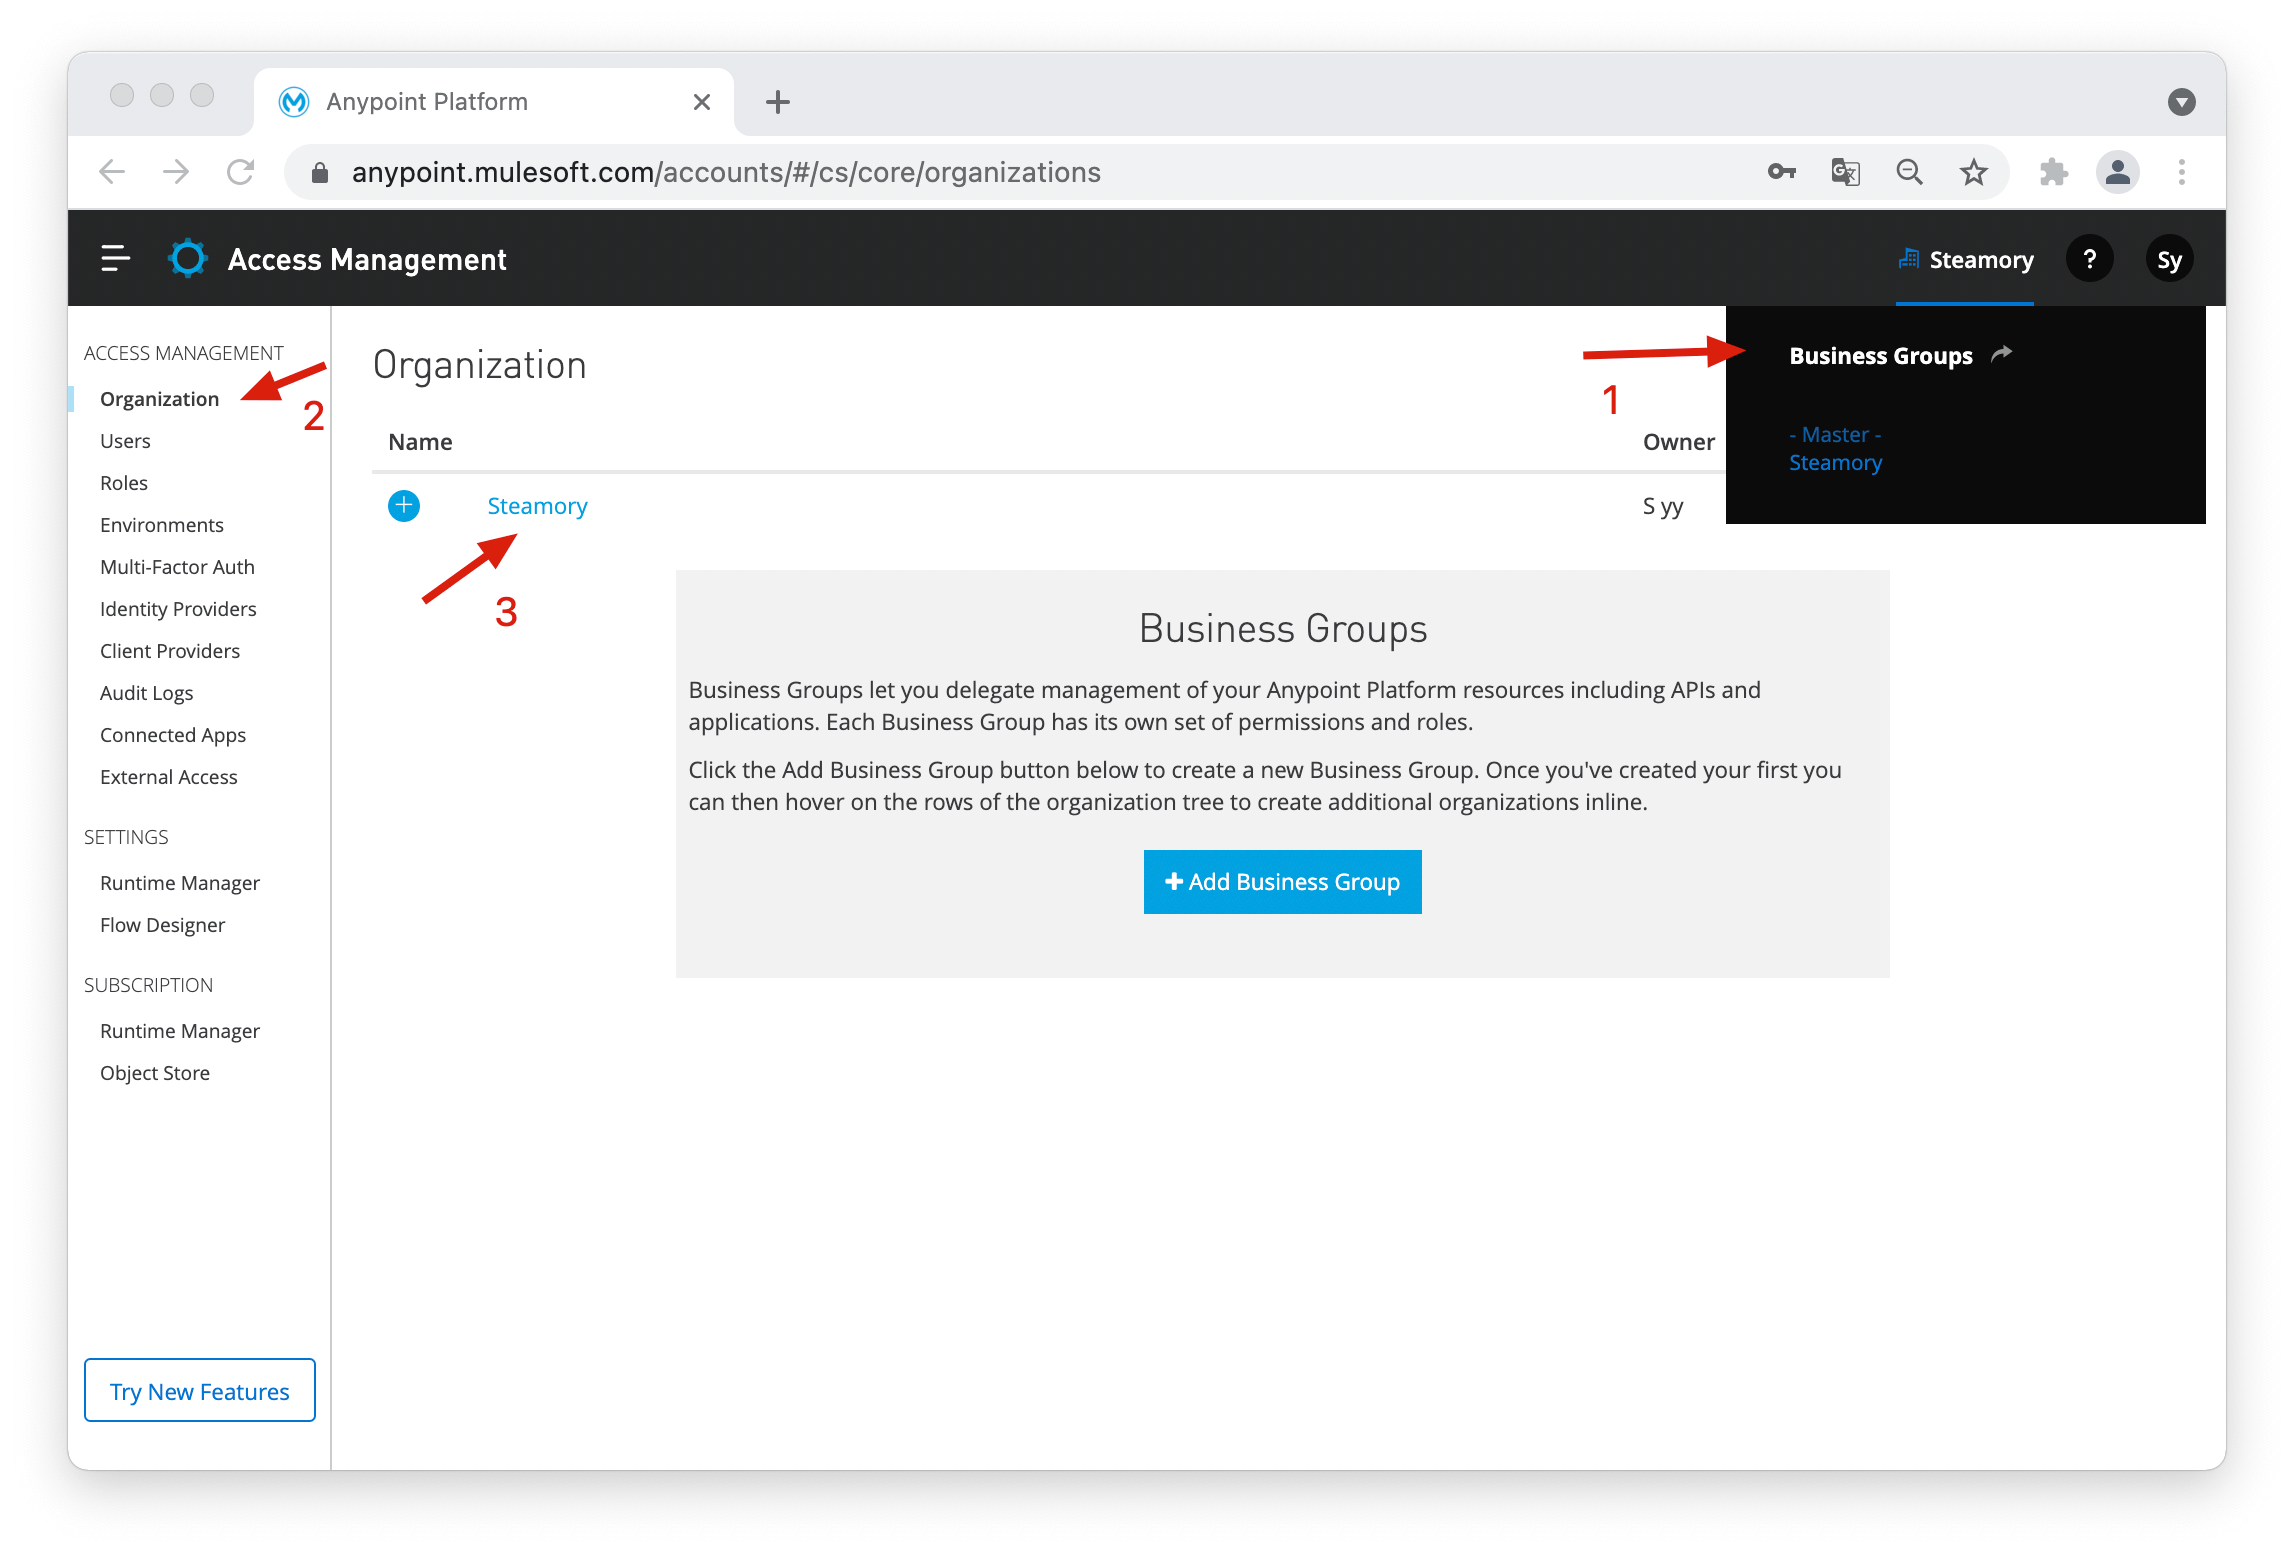 Anypoint Platform
anypoint.mulesoft.com/accounts/#/cs/core/organizations
Access Management
Steamory
?
Sy
ACCESS MANAGEMENT
Organization
2
Users
Roles
Environments
Multi-Factor Auth
Identity Providers
Client Providers
Audit Logs
Connected Apps
External Access
SETTINGS
Runtime Manager
Flow Designer
SUBSCRIPTION
Runtime Manager
Object Store
Try New Features
Organization
1
Business Groups
- Master -
Steamory
Name
Owner
Steamory
S yy
3
Business Groups
Business Groups let you delegate management of your Anypoint Platform resources including APIs and
applications. Each Business Group has its own set of permissions and roles.
Click the Add Business Group button below to create a new Business Group. Once you've created your first you
can then hover on the rows of the organization tree to create additional organizations inline.
Add Business Group